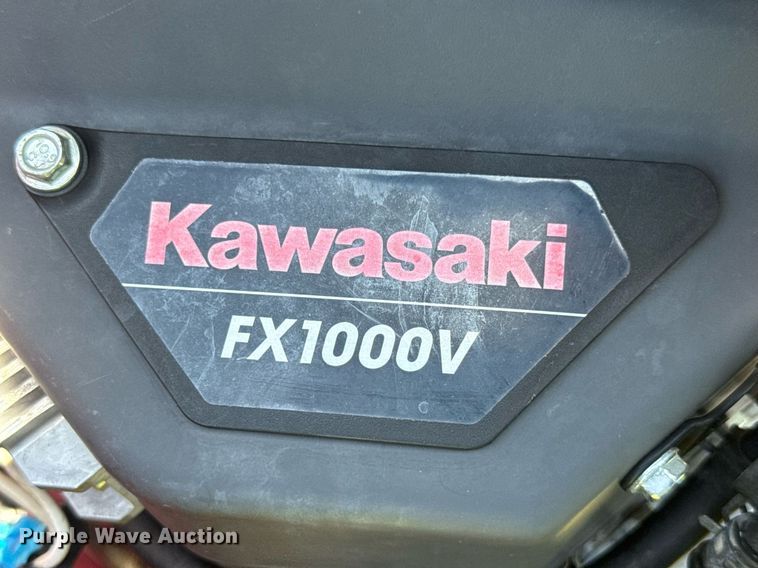 Kawasaki
FX1000V
Purple Wave Auction®